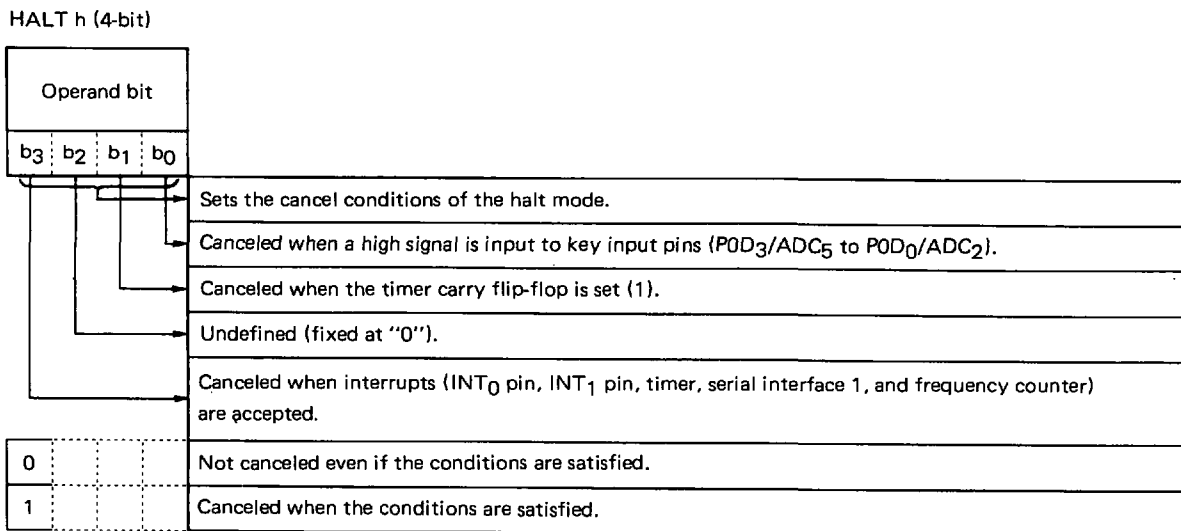 HALT h (4-bit)
Operand bit
b3 b2 b1 b0
Sets the cancel conditions of the halt mode.
Canceled when a high signal is input to key input pins (P0D3/ADC5 to P0D0/ADC2).
Canceled when the timer carry flip-flop is set (1).
Undefined (fixed at "0").
Canceled when interrupts (INT0 pin, INT1 pin, timer, serial interface 1, and frequency counter)
are accepted.
0 Not canceled even if the conditions are satisfied.
1 Canceled when the conditions are satisfied.